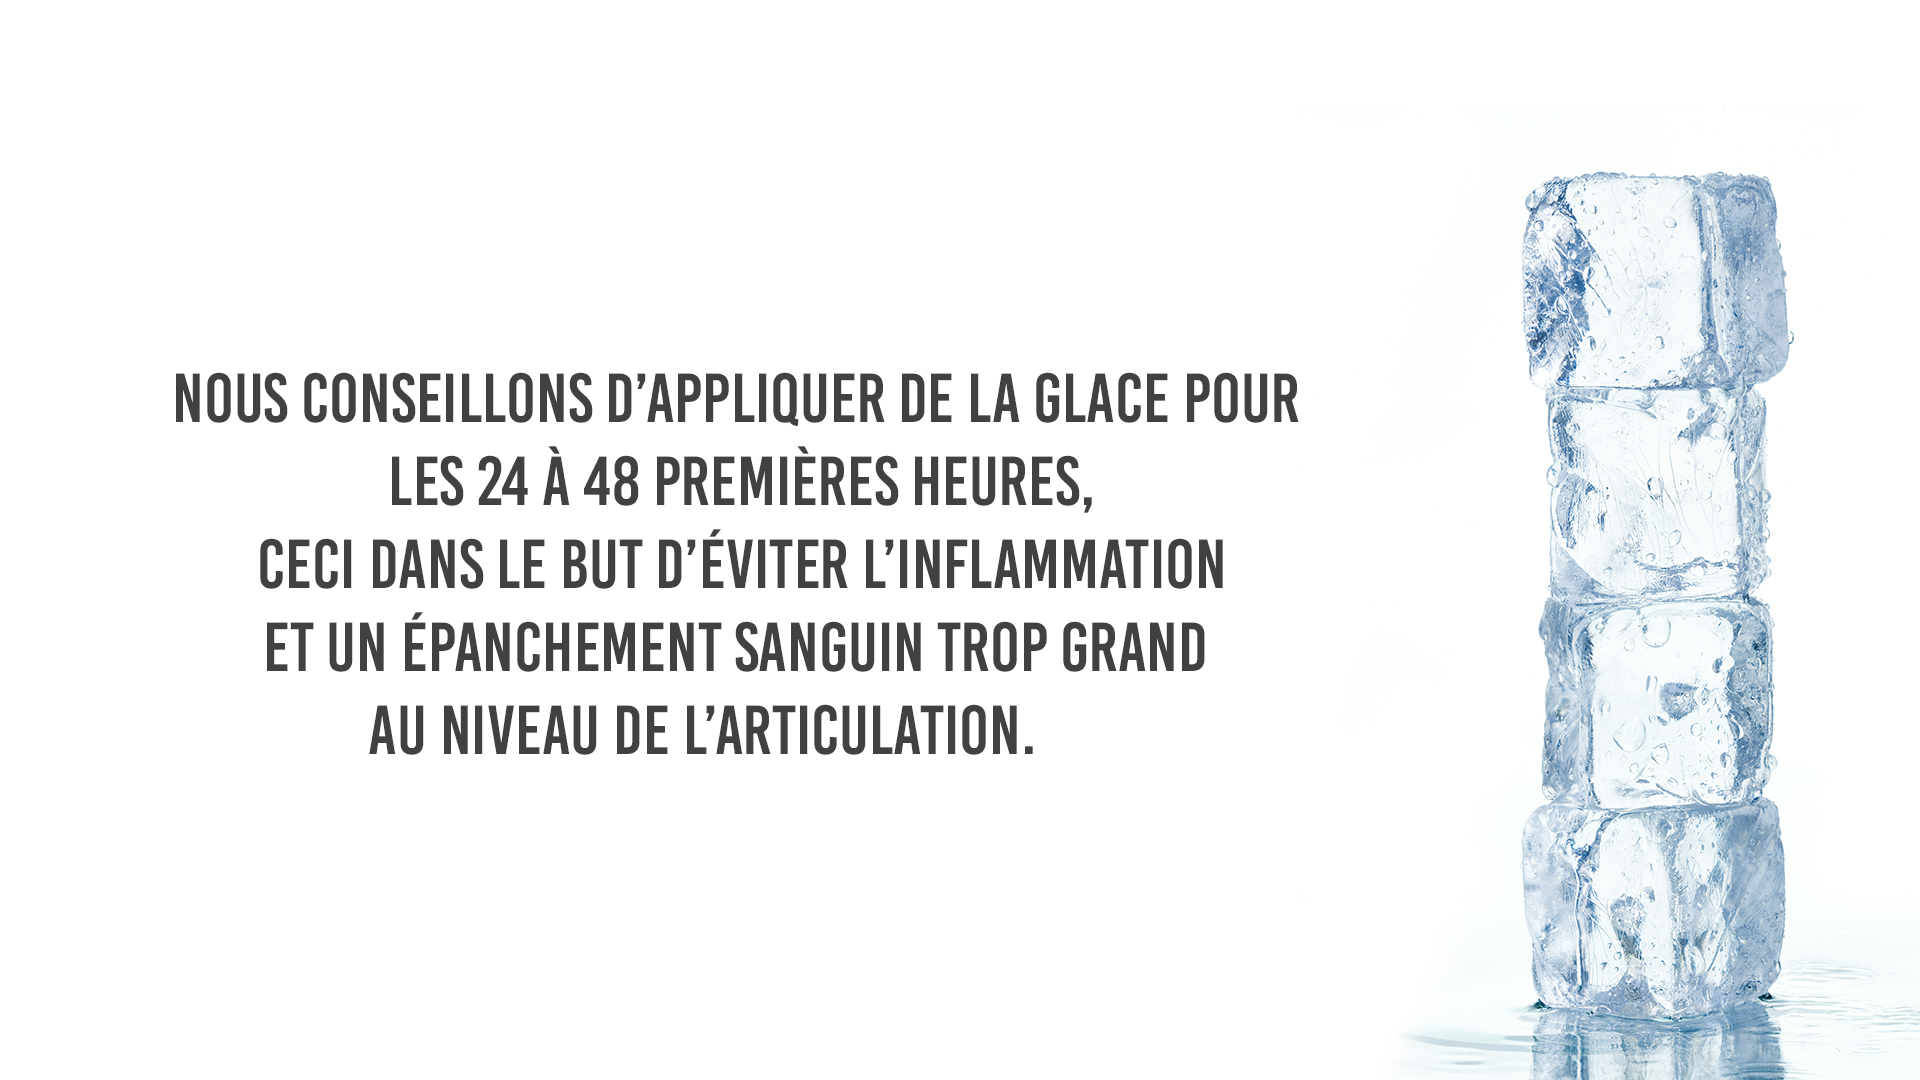 NOUS CONSEILLONS D’APPLIQUER DE LA GLACE POUR
LES 24 À 48 PREMIÈRES HEURES,
CECI DANS LE BUT D’ÉVITER L’INFLAMMATION
ET UN ÉPANCHEMENT SANGUIN TROP GRAND
AU NIVEAU DE L’ARTICULATION.